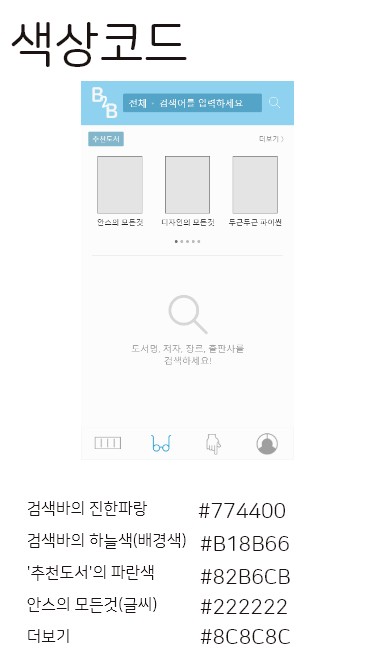 색상코드
B2B
전체 · 검색어를 입력하세요
추천도서
더보기 〉
안스의 모든것
디자인의 모든것
두근두근 파이썬
도서명, 저자, 장르, 출판사를
검색하세요!
검색바의 진한파랑 #774400
검색바의 하늘색(배경색) #B18B66
'추천도서'의 파란색 #82B6CB
안스의 모든것(글씨) #222222
더보기 #8C8C8C